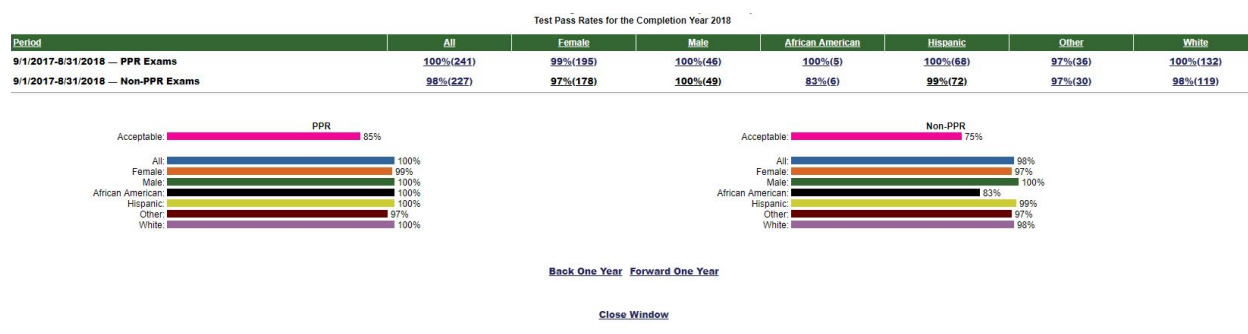 Test Pass Rates for the Completion Year 2018
Period All Female Male African American Hispanic Other White
9/1/2017-8/31/2018 — PPR Exams 100%(241) 99%(195) 100%(46) 100%(5) 100%(68) 97%(36) 100%(132)
9/1/2017-8/31/2018 — Non-PPR Exams 98%(227) 97%(178) 100%(49) 83%(6) 99%(72) 97%(30) 98%(119)
PPR
Acceptable: 85%
All: 100%
Female: 99%
Male: 100%
African American: 100%
Hispanic: 100%
Other: 97%
White: 100%
Non-PPR
Acceptable: 75%
All: 98%
Female: 97%
Male: 100%
African American: 83%
Hispanic: 99%
Other: 97%
White: 98%
Back One Year Forward One Year
Close Window